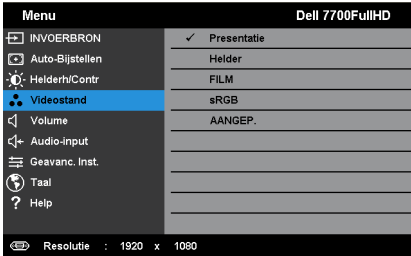 Menu Dell 7700FullHD
INVOERBRON ✓ Presentatie
Auto-Bijstellen Helder
Helderh/Contr FILM
Videostand sRGB
Volume AANGEP.
Audio-input
Geavanc. Inst.
Taal
Help
Resolutie : 1920 x 1080